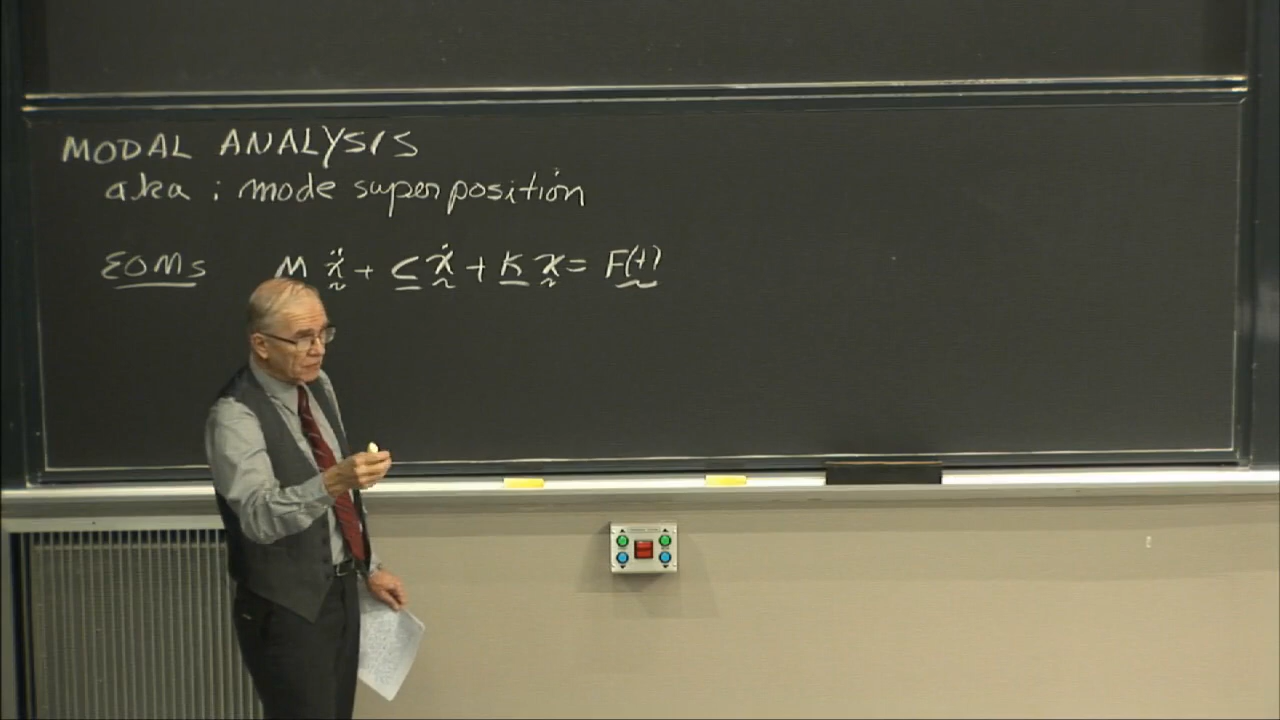 MODAL ANALYSIS
aka : mode superposition
EOMs M ẍ + C ẋ + K x = F(t)